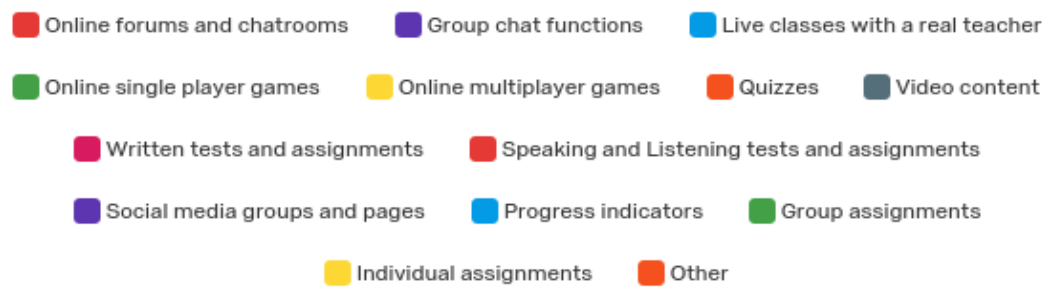 Online forums and chatrooms Group chat functions Live classes with a real teacher
Online single player games Online multiplayer games Quizzes Video content
Written tests and assignments Speaking and Listening tests and assignments
Social media groups and pages Progress indicators Group assignments
Individual assignments Other